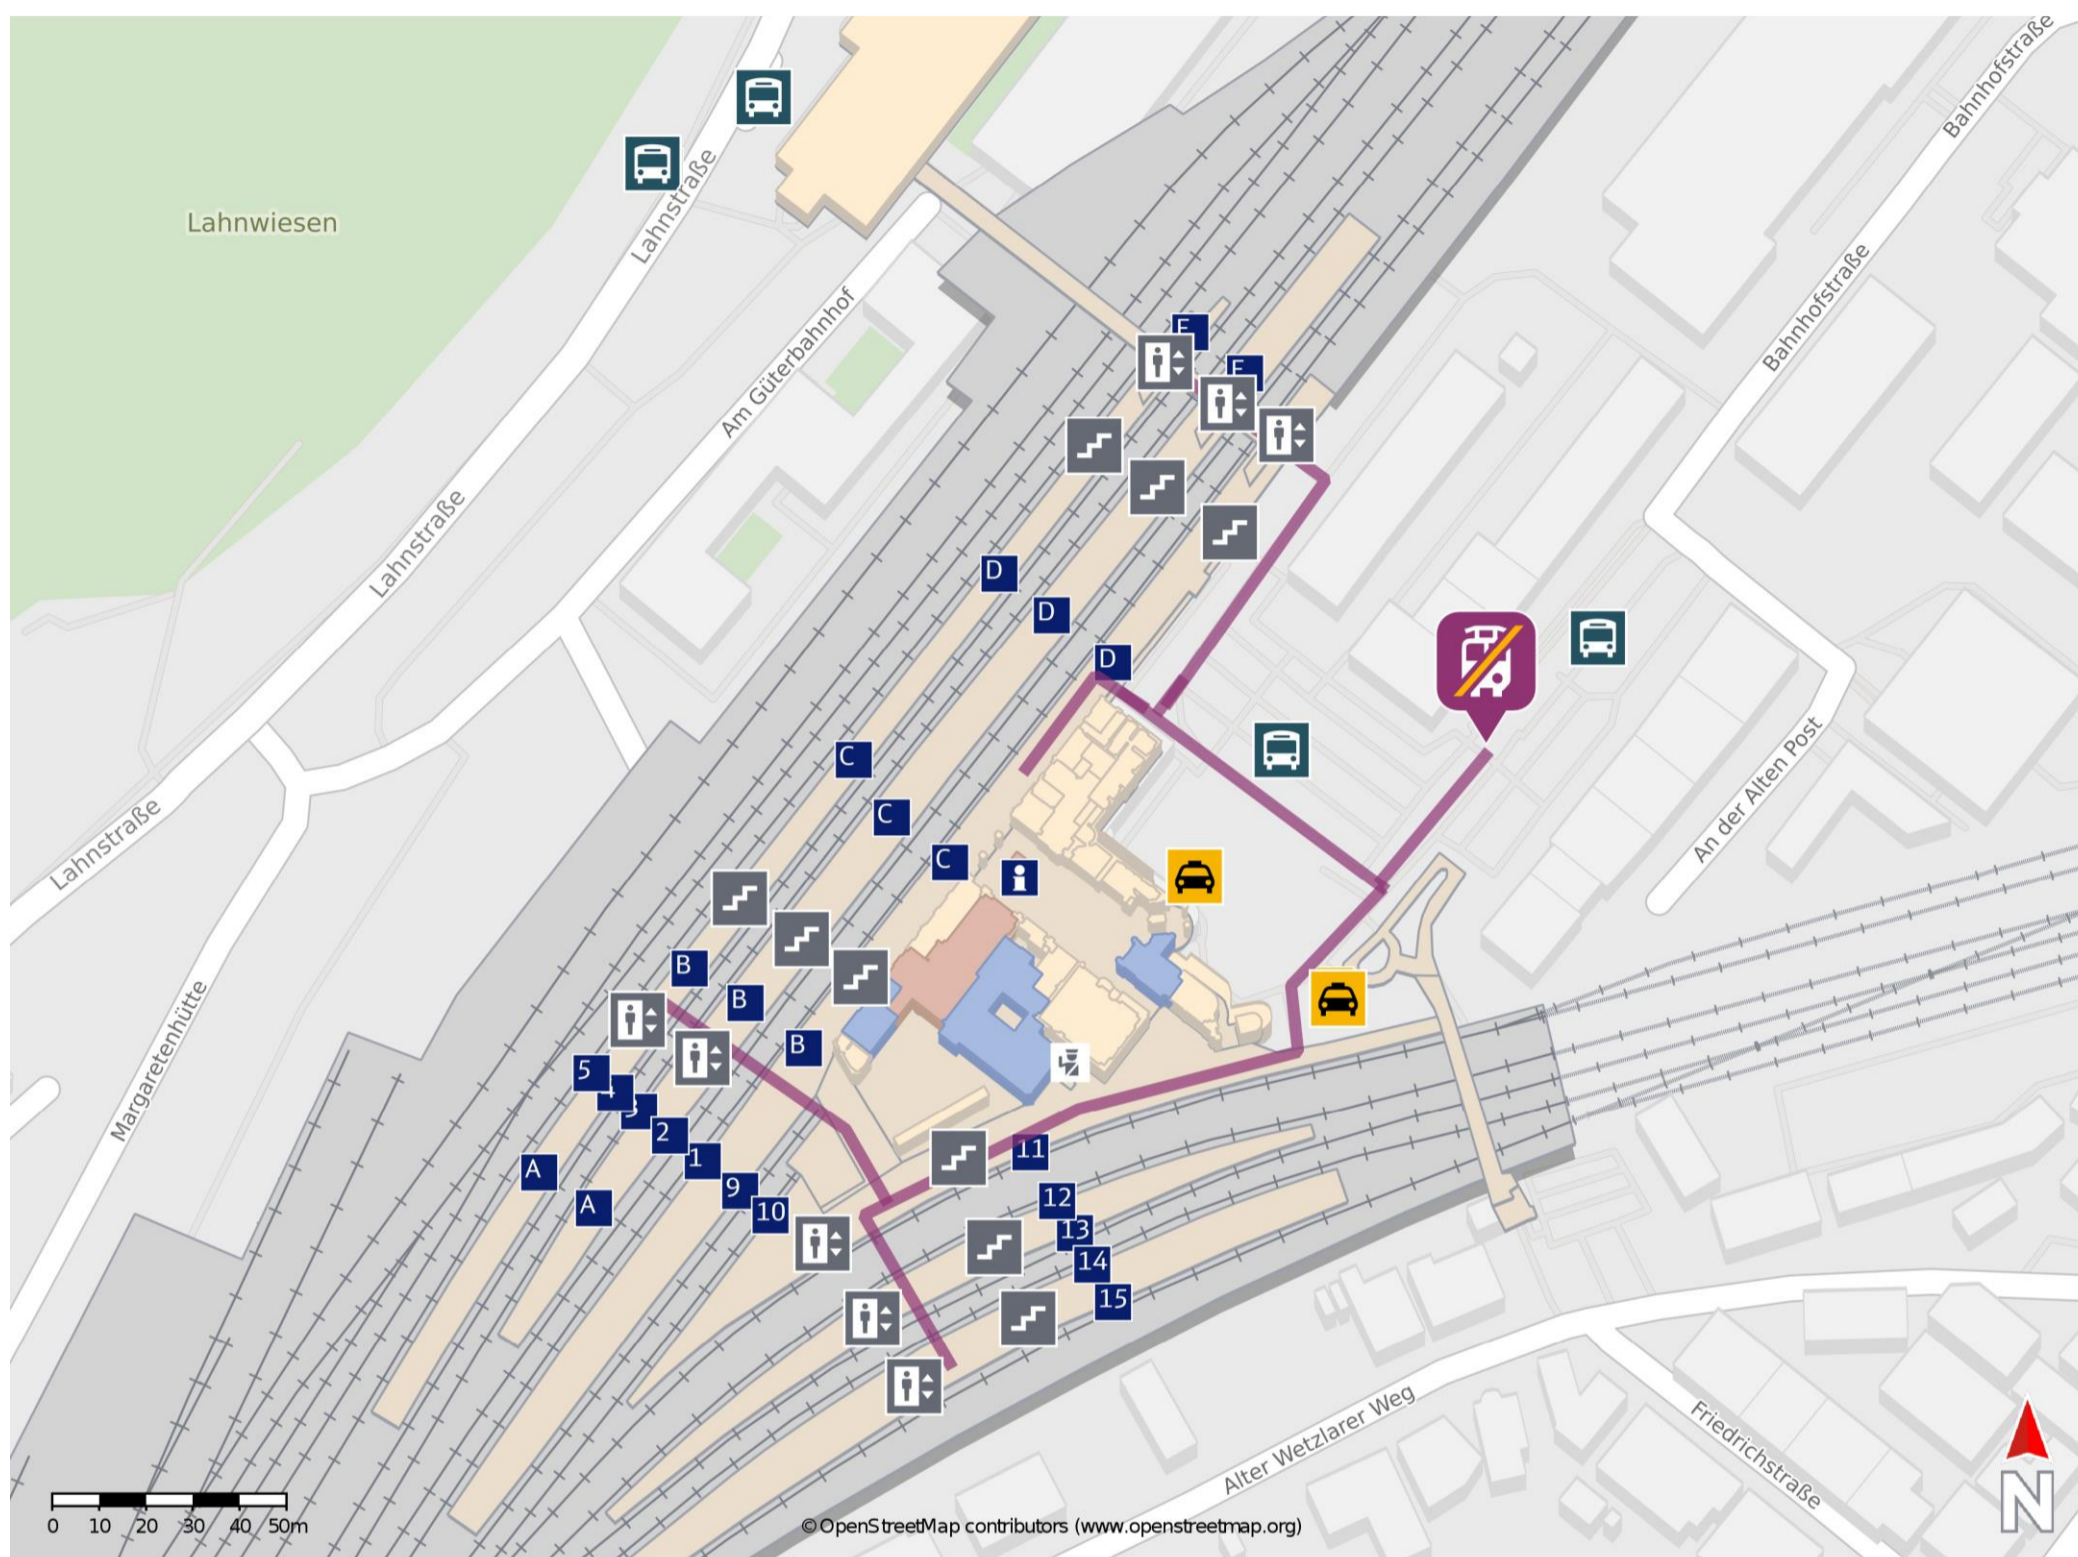 Bahnhofstraße
Lahnstraße
Lahnwiesen
Bahnhofstraße
Am Güterbahnhof
E
E
Lahnstraße
D
D
D
C
C
C
An der Alten Post
Lahnstraße
B
B
B
Margaretenhütte
5
4
3
2
1
9
10
A
A
11
12
13
14
15
Alter Wetzlarer Weg
Friedrichstraße
0 10 20 30 40 50m
© OpenStreetMap contributors (www.openstreetmap.org)
N